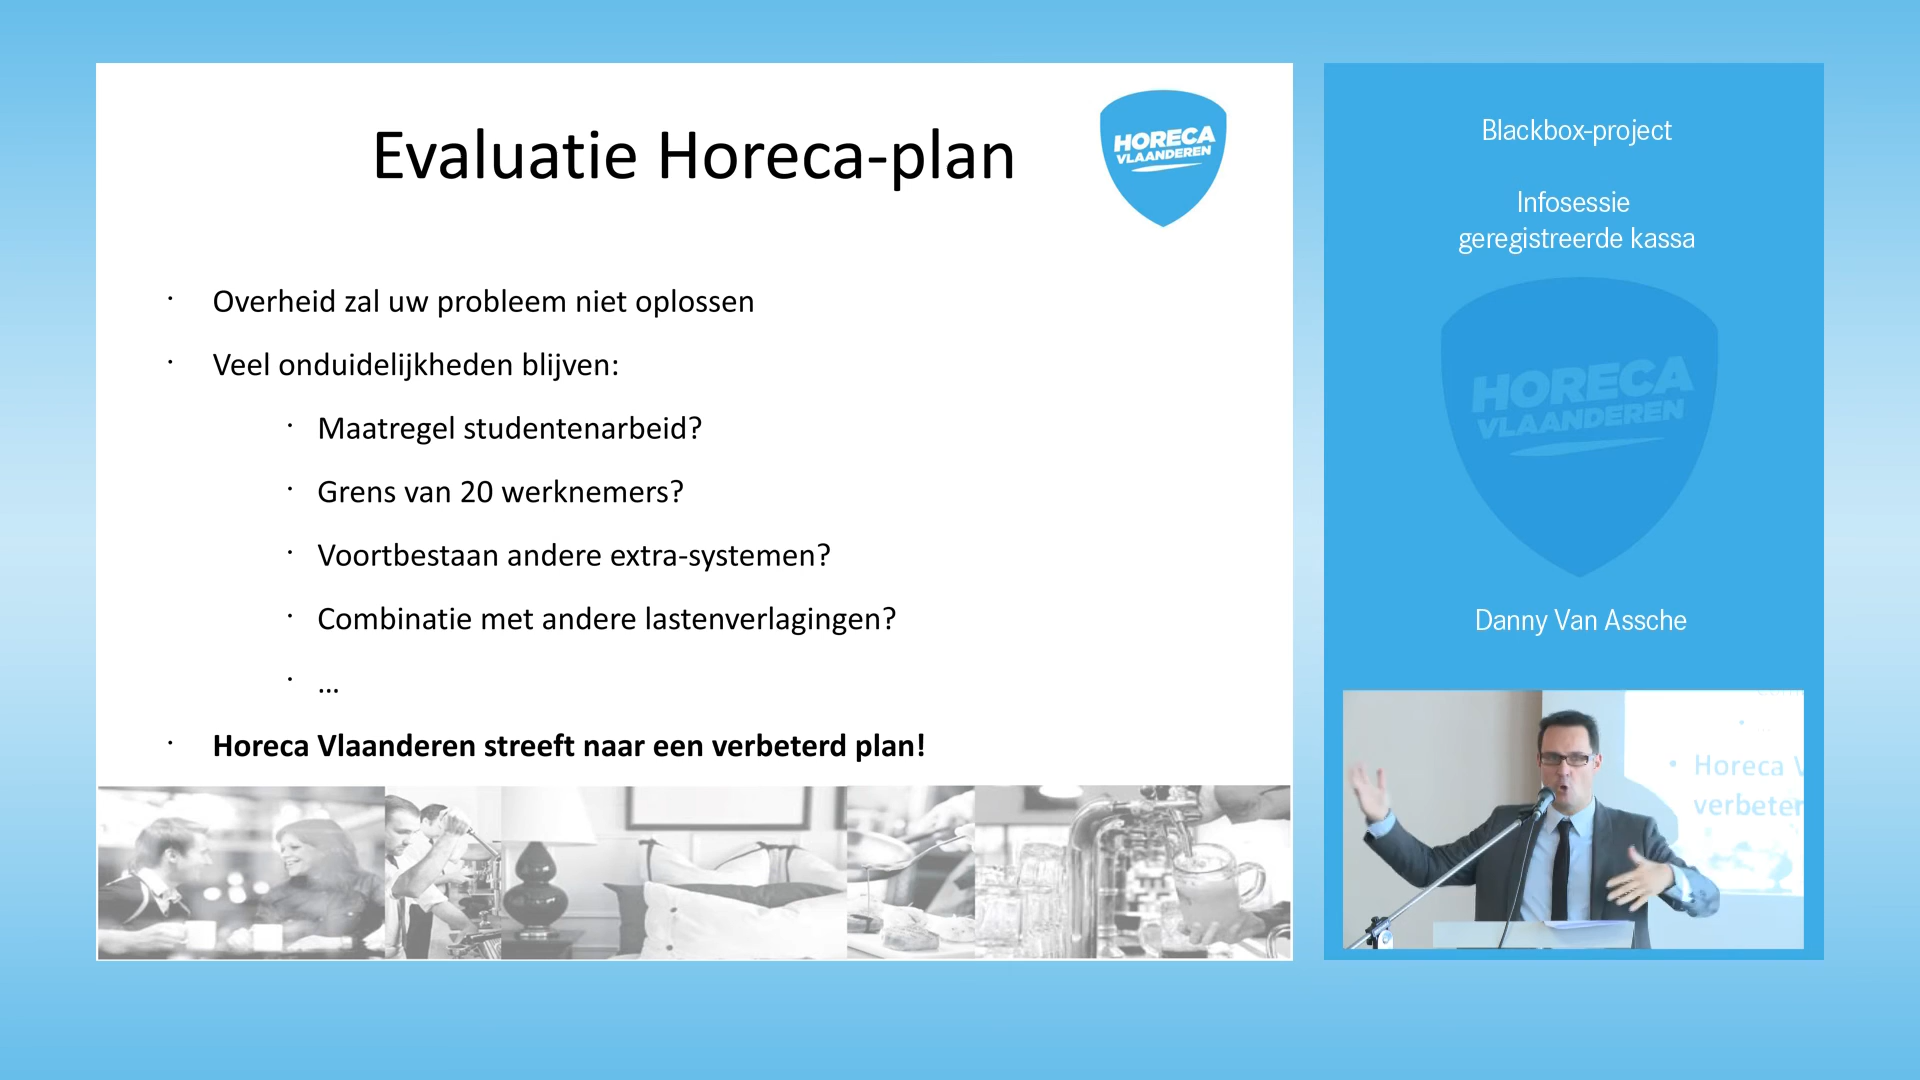 Evaluatie Horeca-plan
HORECA
VLAANDEREN
• Overheid zal uw probleem niet oplossen
• Veel onduidelijkheden blijven:
• Maatregel studentenarbeid?
• Grens van 20 werknemers?
• Voortbestaan andere extra-systemen?
• Combinatie met andere lastenverlagingen?
• ...
• Horeca Vlaanderen streeft naar een verbeterd plan!
Blackbox-project
Infosessie
geregistreerde kassa
HORECA
VLAANDEREN
Danny Van Assche
• Horeca V
verbeter